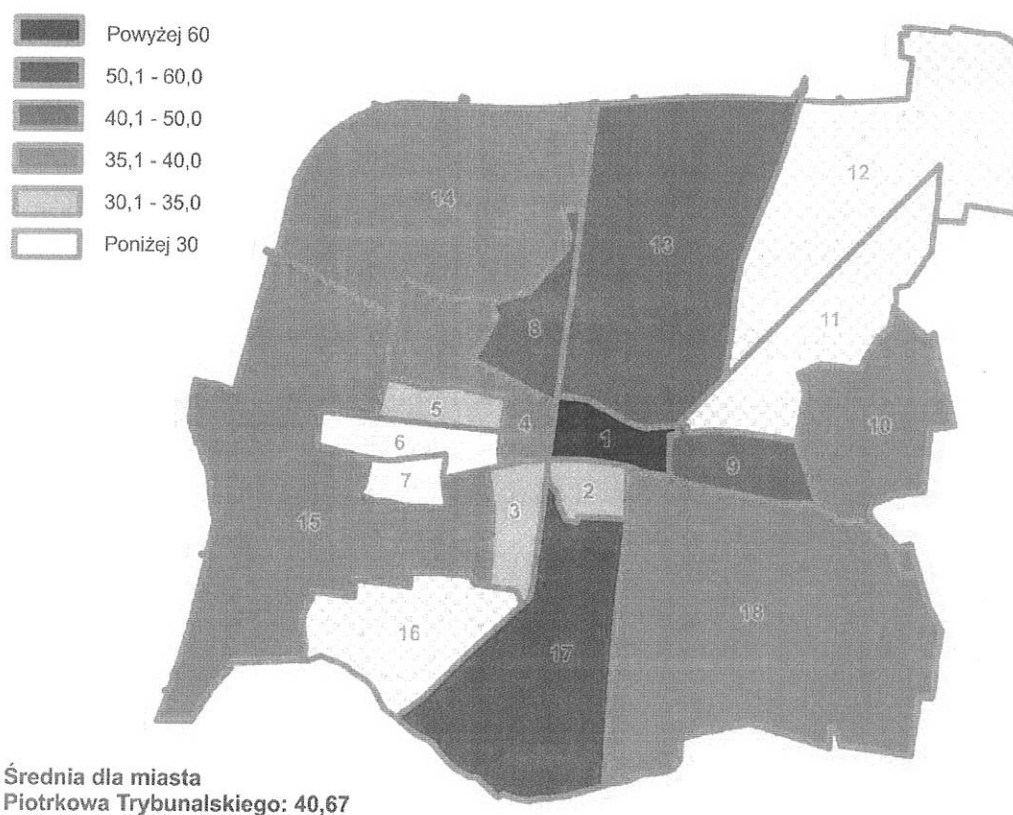 Powyżej 60
50,1 - 60,0
40,1 - 50,0
35,1 - 40,0
30,1 - 35,0
Poniżej 30
12
14
13
11
8
5
4
10
6
1
9
7
2
3
15
18
16
17
Średnia dla miasta
Piotrkowa Trybunalskiego: 40,67